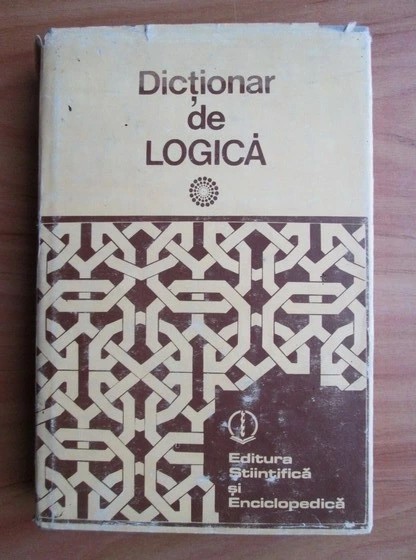 Dicționar
de
LOGICĂ
Editura
Științifică
și
Enciclopedică